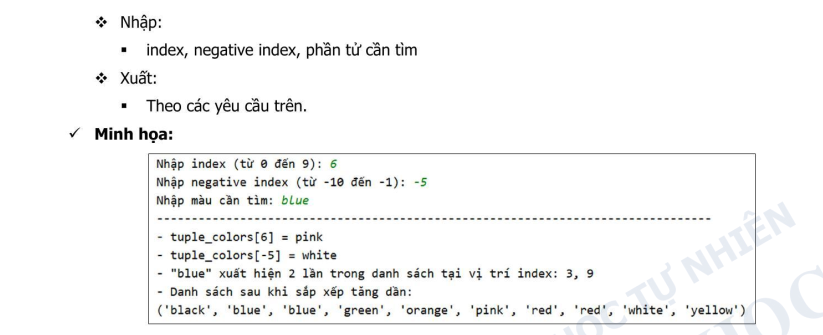 ❖ Nhập:
▪ index, negative index, phần tử cần tìm
❖ Xuất:
▪ Theo các yêu cầu trên.
✓ Minh họa:
Nhập index (từ 0 đến 9): 6
Nhập negative index (từ -10 đến -1): -5
Nhập màu cần tìm: blue
--------------------------------------------------------------------------------
- tuple_colors[6] = pink
- tuple_colors[-5] = white
- "blue" xuất hiện 2 lần trong danh sách tại vị trí index: 3, 9
- Danh sách sau khi sắp xếp tăng dần:
('black', 'blue', 'blue', 'green', 'orange', 'pink', 'red', 'red', 'white', 'yellow')
HỌC TỰ NHIÊN
HỌC